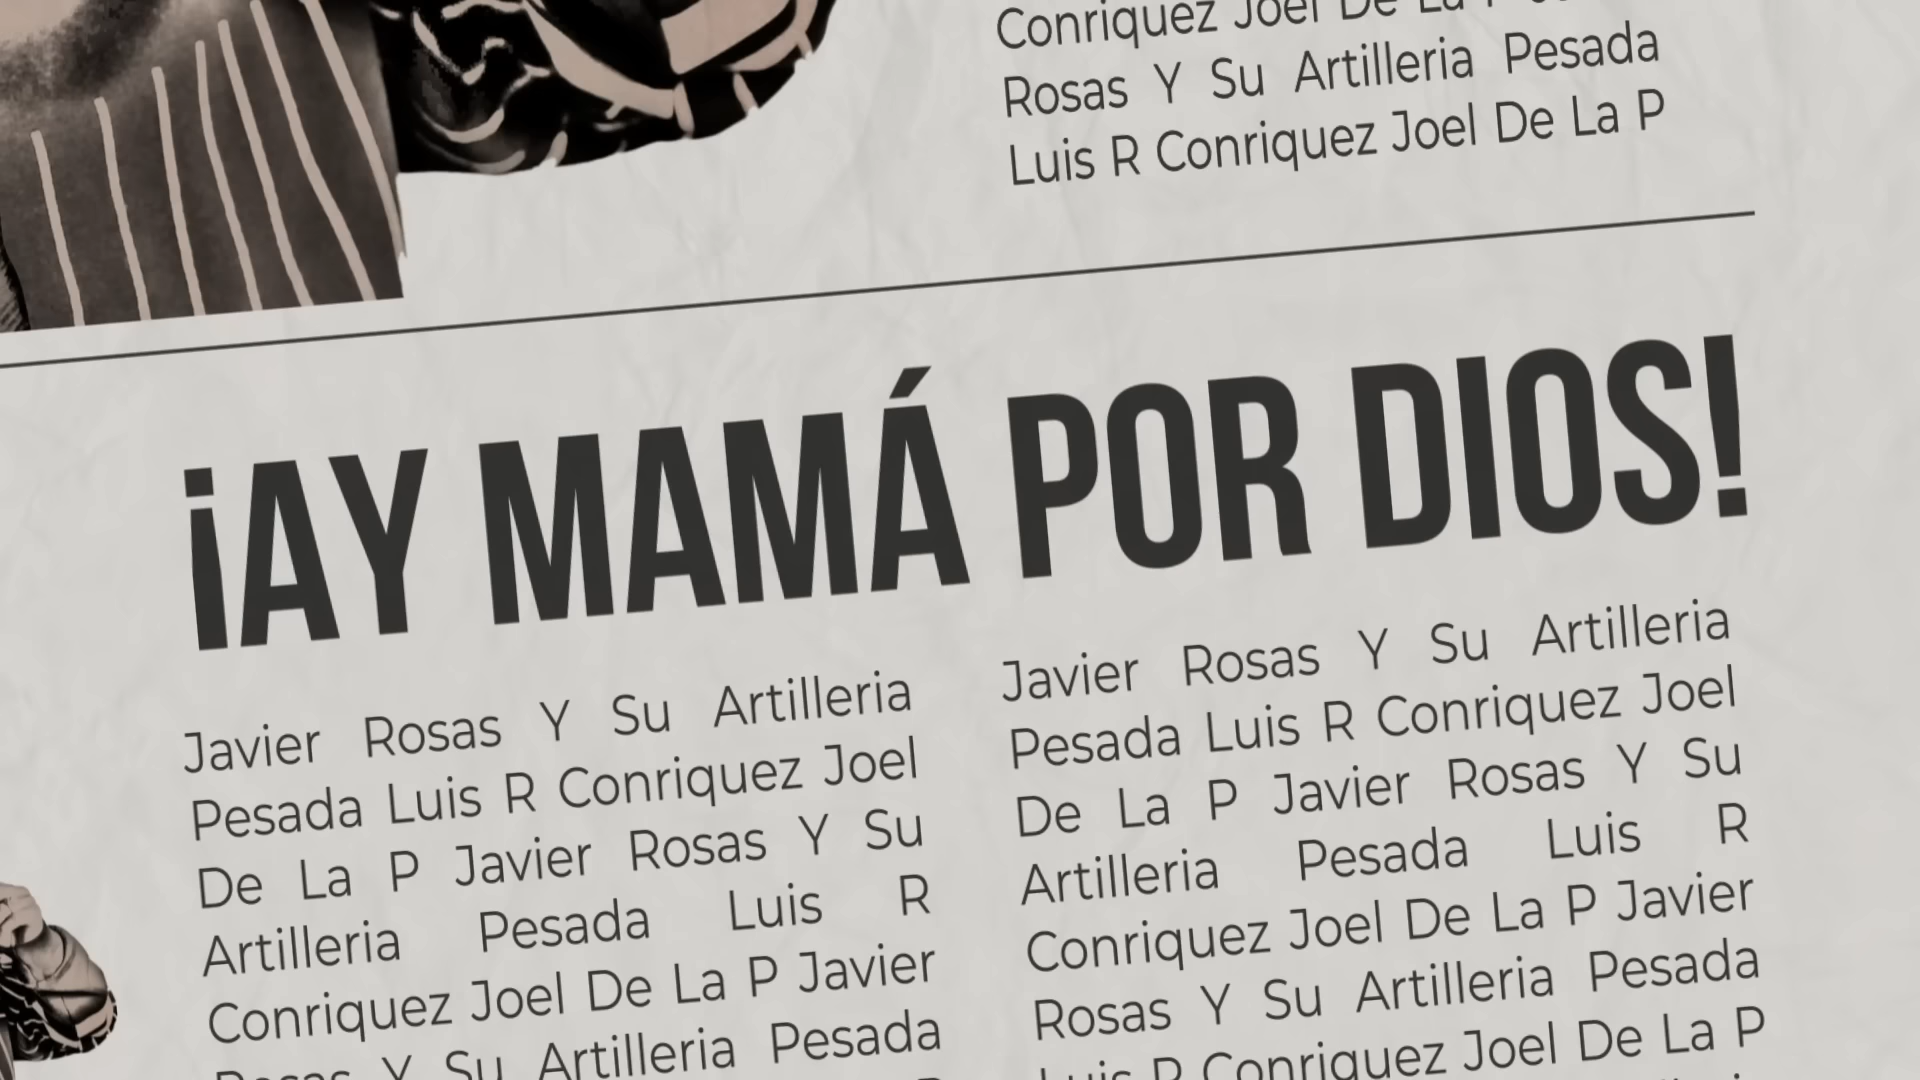 Conriquez Joel De La P
Rosas Y Su Artilleria Pesada
Luis R Conriquez Joel De La P
¡AY MAMÁ POR DIOS!
Javier Rosas Y Su Artilleria
Pesada Luis R Conriquez Joel
De La P Javier Rosas Y Su
Artilleria Pesada Luis R
Conriquez Joel De La P Javier
Rosas Y Su Artilleria Pesada
Javier Rosas Y Su Artilleria
Pesada Luis R Conriquez Joel
De La P Javier Rosas Y Su
Artilleria Pesada Luis R
Conriquez Joel De La P Javier
Rosas Y Su Artilleria Pesada
Luis R Conriquez Joel De La P